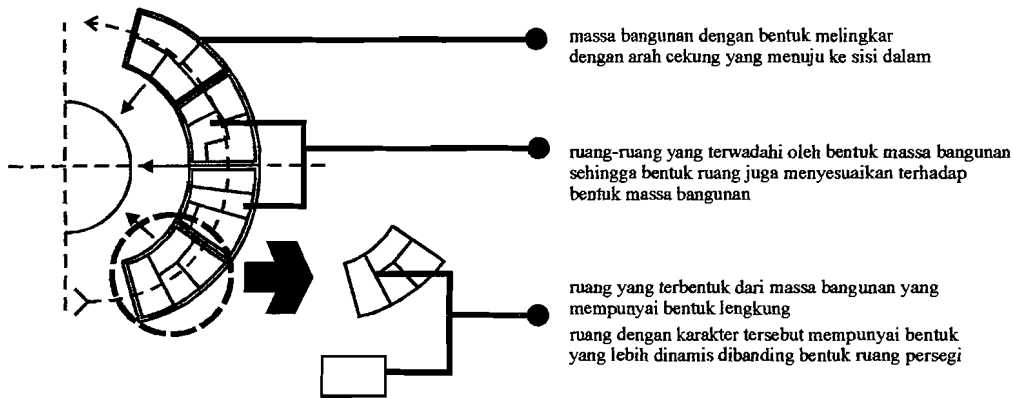 massa bangunan dengan bentuk melingkar
dengan arah cekung yang menuju ke sisi dalam
ruang-ruang yang terwadahi oleh bentuk massa bangunan
sehingga bentuk ruang juga menyesuaikan terhadap
bentuk massa bangunan
ruang yang terbentuk dari massa bangunan yang
mempunyai bentuk lengkung
ruang dengan karakter tersebut mempunyai bentuk
yang lebih dinamis dibanding bentuk ruang persegi